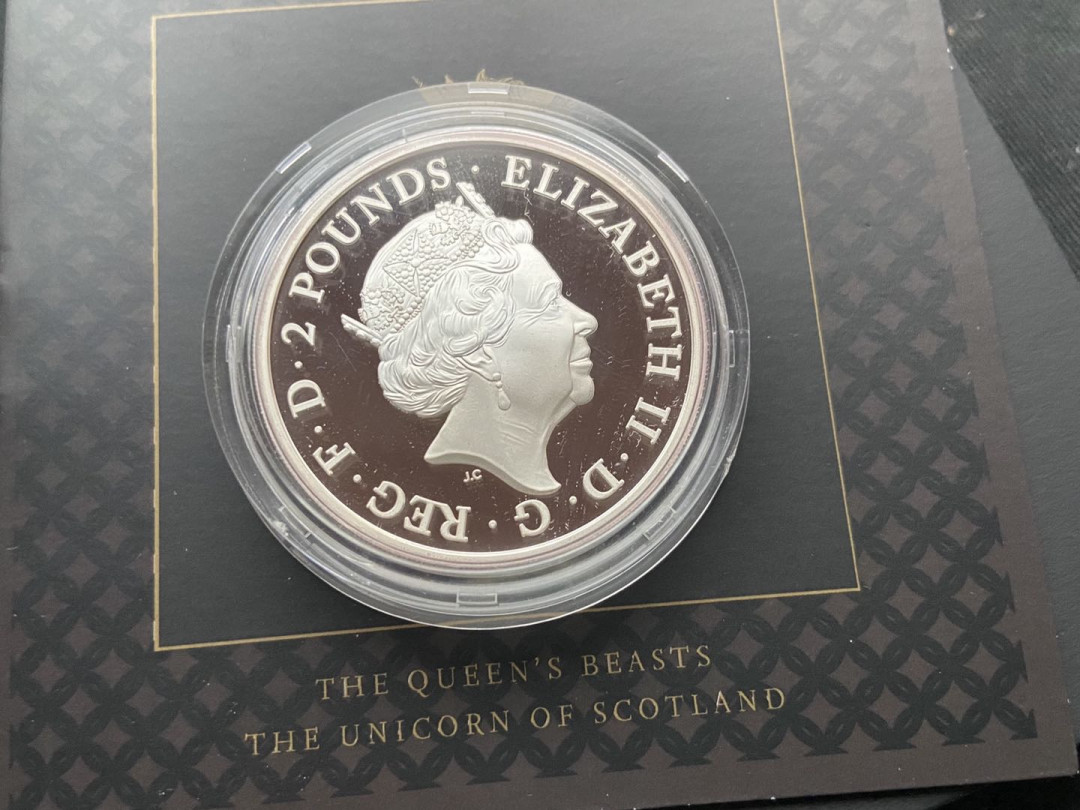 ELIZABETH II · D · G · REG · F · D · 2 POUNDS ·
J.C
THE QUEEN'S BEASTS
THE UNICORN OF SCOTLAND